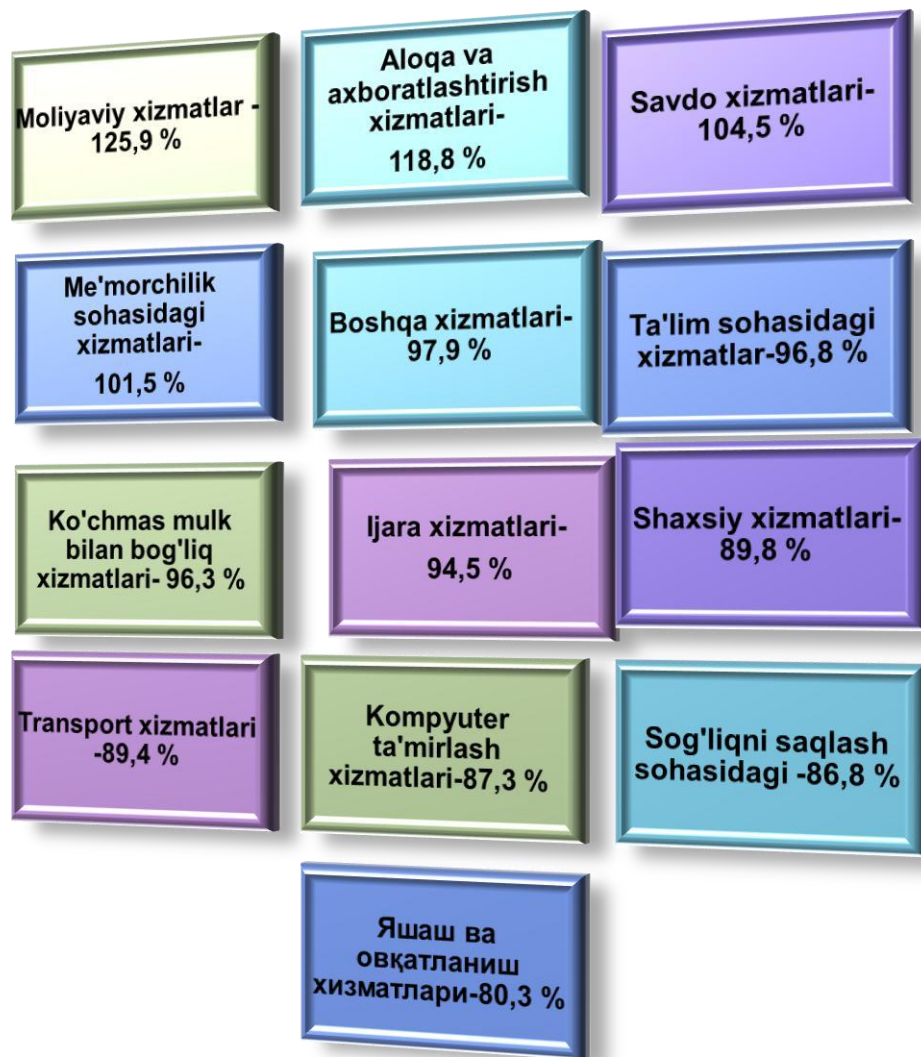 Moliyaviy xizmatlar -
125,9 %
Aloqa va
axboratlashtirish
xizmatlari-
118,8 %
Savdo xizmatlari-
104,5 %
Me'morchilik
sohasidagi
xizmatlari-
101,5 %
Boshqa xizmatlari-
97,9 %
Ta'lim sohasidagi
xizmatlar-96,8 %
Ko'chmas mulk
bilan bog'liq
xizmatlari- 96,3 %
Ijara xizmatlari-
94,5 %
Shaxsiy xizmatlari-
89,8 %
Transport xizmatlari
-89,4 %
Kompyuter
ta'mirlash
xizmatlari-87,3 %
Sog'liqni saqlash
sohasidagi -86,8 %
Яшаш ва
овқатланиш
хизматлари-80,3 %